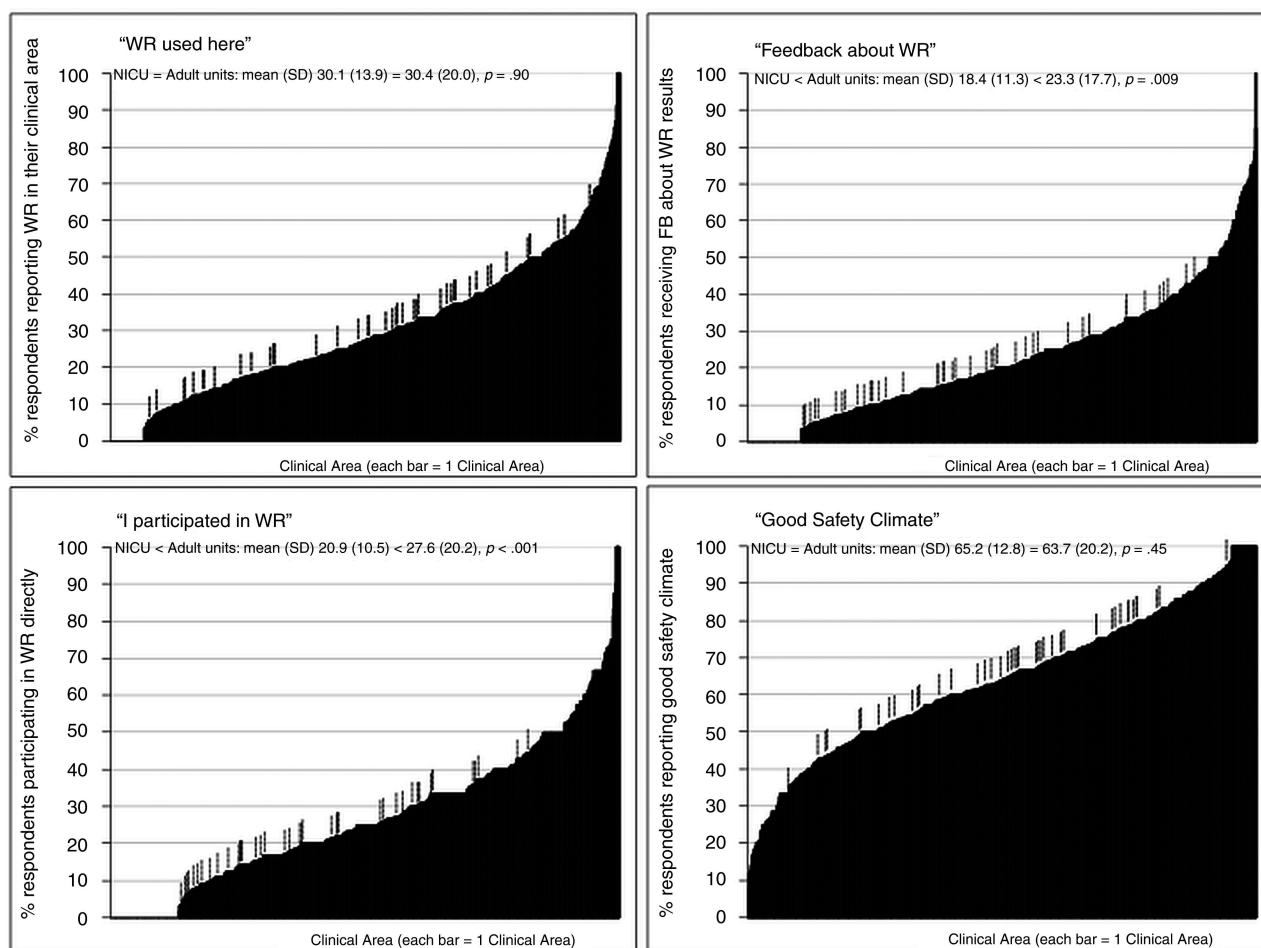 “WR used here”
NICU = Adult units: mean (SD) 30.1 (13.9) = 30.4 (20.0), p = .90
% respondents reporting WR in their clinical area
100
90
80
70
60
50
40
30
20
10
0
Clinical Area (each bar = 1 Clinical Area)
“Feedback about WR”
NICU < Adult units: mean (SD) 18.4 (11.3) < 23.3 (17.7), p = .009
% respondents receiving FB about WR results
100
90
80
70
60
50
40
30
20
10
0
Clinical Area (each bar = 1 Clinical Area)
“I participated in WR”
NICU < Adult units: mean (SD) 20.9 (10.5) < 27.6 (20.2), p < .001
% respondents participating in WR directly
100
90
80
70
60
50
40
30
20
10
0
Clinical Area (each bar = 1 Clinical Area)
“Good Safety Climate”
NICU = Adult units: mean (SD) 65.2 (12.8) = 63.7 (20.2), p = .45
% respondents reporting good safety climate
100
90
80
70
60
50
40
30
20
10
0
Clinical Area (each bar = 1 Clinical Area)